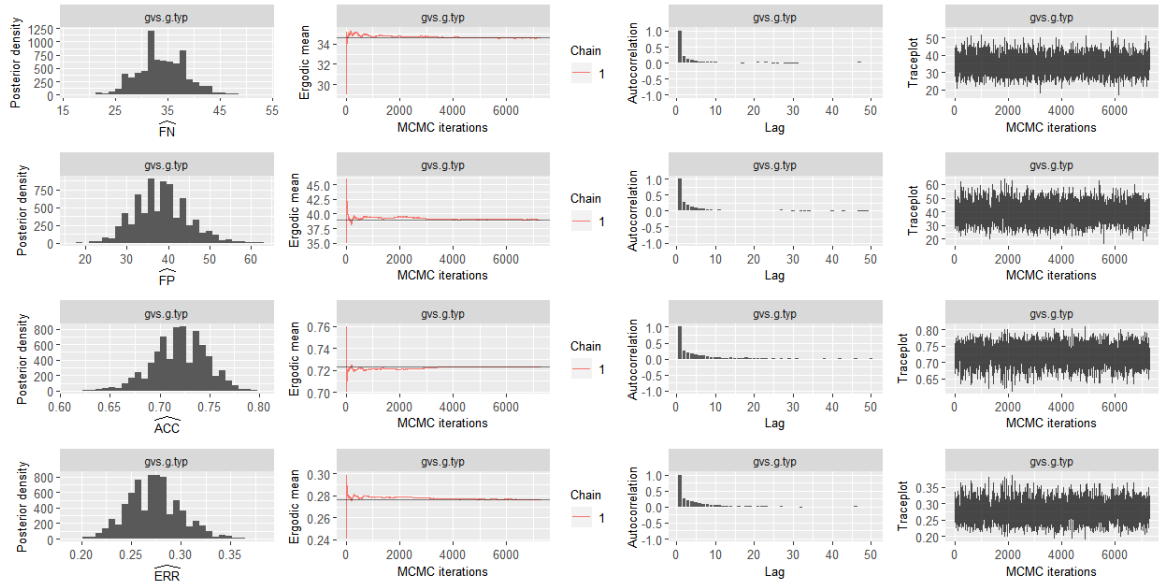 gvs.g.typ
Posterior density
1250
1000
750
500
250
0
15 25 35 45 55
FN
gvs.g.typ
Ergodic mean
34
32
30
0 2000 4000 6000
MCMC iterations
Chain
1
gvs.g.typ
Autocorrelation
1.0
0.5
0.0
-0.5
-1.0
0 10 20 30 40 50
Lag
gvs.g.typ
Traceplot
50
40
30
20
0 2000 4000 6000
MCMC iterations
gvs.g.typ
Posterior density
750
500
250
0
20 30 40 50 60
FP
gvs.g.typ
Ergodic mean
45.0
42.5
40.0
37.5
35.0
0 2000 4000 6000
MCMC iterations
Chain
1
gvs.g.typ
Autocorrelation
1.0
0.5
0.0
-0.5
-1.0
0 10 20 30 40 50
Lag
gvs.g.typ
Traceplot
60
50
40
30
20
0 2000 4000 6000
MCMC iterations
gvs.g.typ
Posterior density
800
600
400
200
0
0.60 0.65 0.70 0.75 0.80
ACC
gvs.g.typ
Ergodic mean
0.76
0.74
0.72
0.70
0 2000 4000 6000
MCMC iterations
Chain
1
gvs.g.typ
Autocorrelation
1.0
0.5
0.0
-0.5
-1.0
0 10 20 30 40 50
Lag
gvs.g.typ
Traceplot
0.80
0.75
0.70
0.65
0 2000 4000 6000
MCMC iterations
gvs.g.typ
Posterior density
800
600
400
200
0
0.20 0.25 0.30 0.35
ERR
gvs.g.typ
Ergodic mean
0.30
0.28
0.26
0.24
0 2000 4000 6000
MCMC iterations
Chain
1
gvs.g.typ
Autocorrelation
1.0
0.5
0.0
-0.5
-1.0
0 10 20 30 40 50
Lag
gvs.g.typ
Traceplot
0.35
0.30
0.25
0.20
0 2000 4000 6000
MCMC iterations